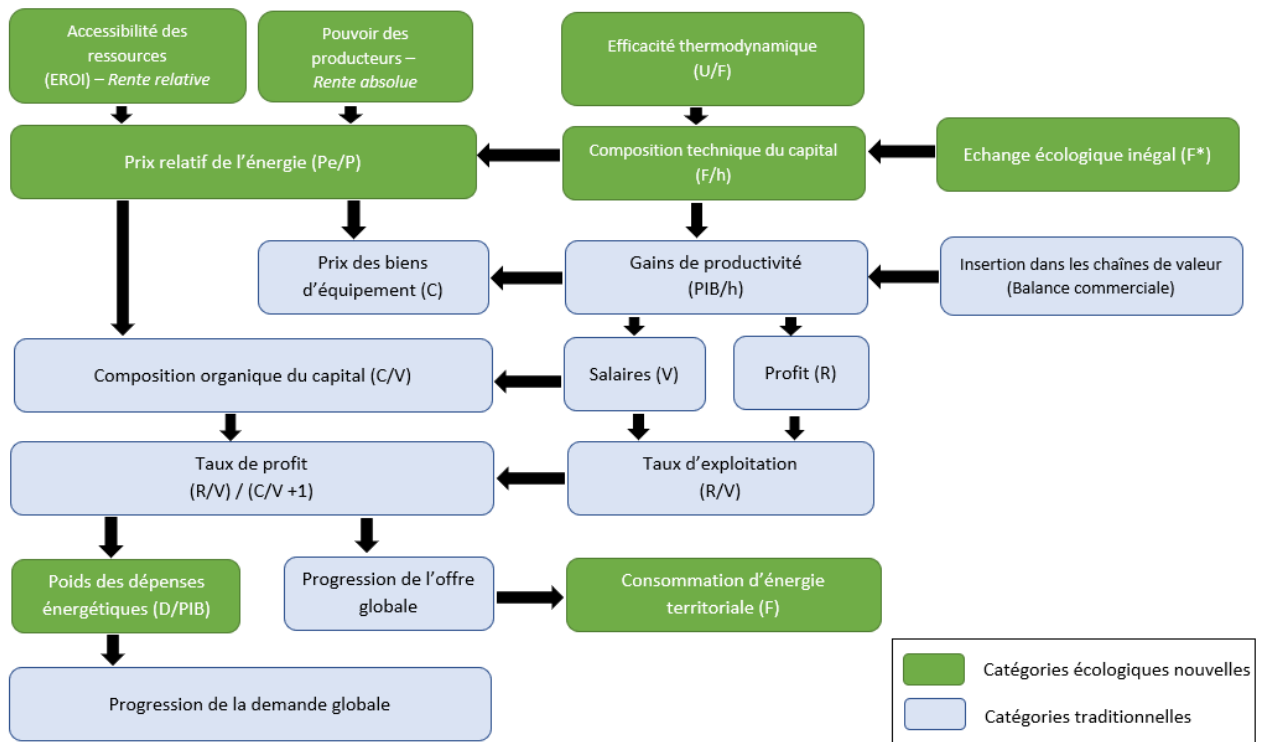 Accessibilité des
ressources
(EROI) – Rente relative
Pouvoir des
producteurs –
Rente absolue
Efficacité thermodynamique
(U/F)
Prix relatif de l’énergie (Pe/P)
Composition technique du capital
(F/h)
Echange écologique inégal (F*)
Prix des biens
d’équipement (C)
Gains de productivité
(PIB/h)
Insertion dans les chaînes de valeur
(Balance commerciale)
Composition organique du capital (C/V)
Salaires (V)
Profit (R)
Taux de profit
(R/V) / (C/V +1)
Taux d’exploitation
(R/V)
Poids des dépenses
énergétiques (D/PIB)
Progression de l’offre
globale
Consommation d’énergie
territoriale (F)
Progression de la demande globale
Catégories écologiques nouvelles
Catégories traditionnelles